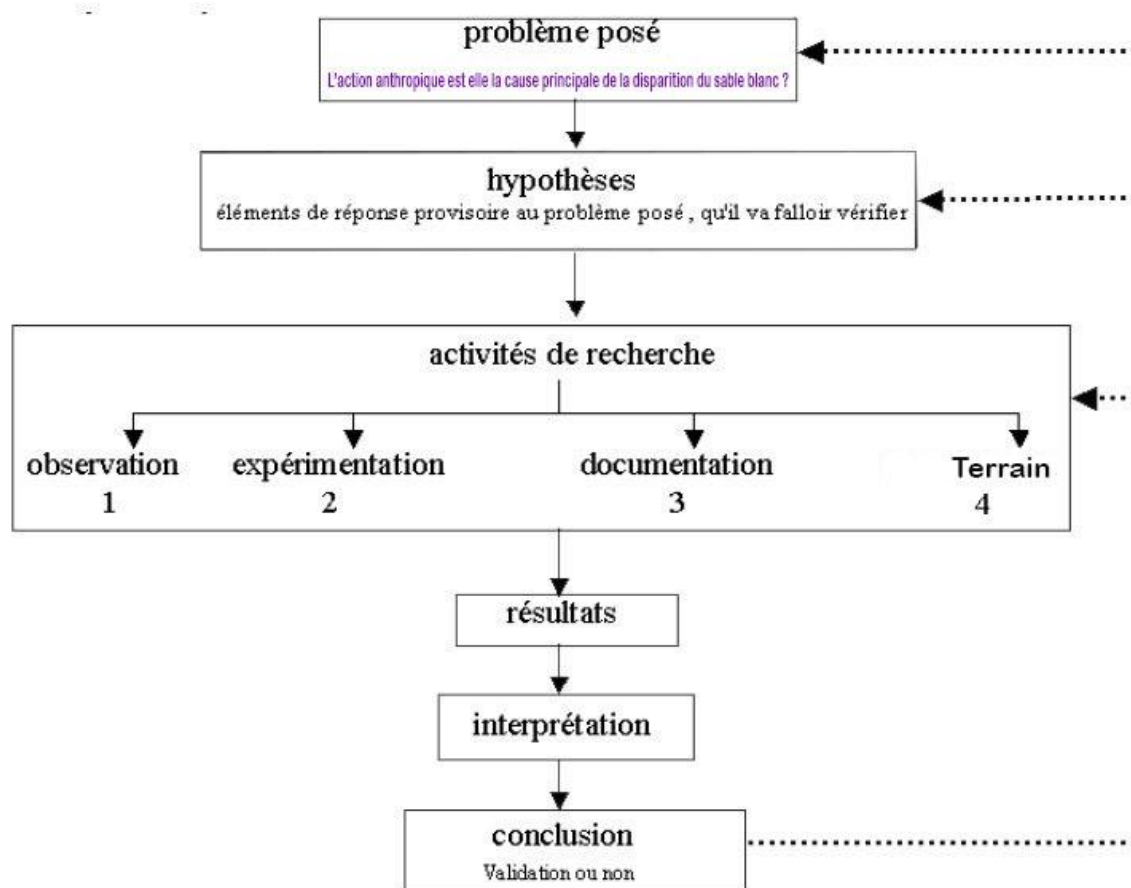 problème posé
L'action anthropique est elle la cause principale de la disparition du sable blanc ?
hypothèses
éléments de réponse provisoire au problème posé , qu'il va falloir vérifier
activités de recherche
observation expérimentation documentation Terrain
1 2 3 4
résultats
interprétation
conclusion
Validation ou non